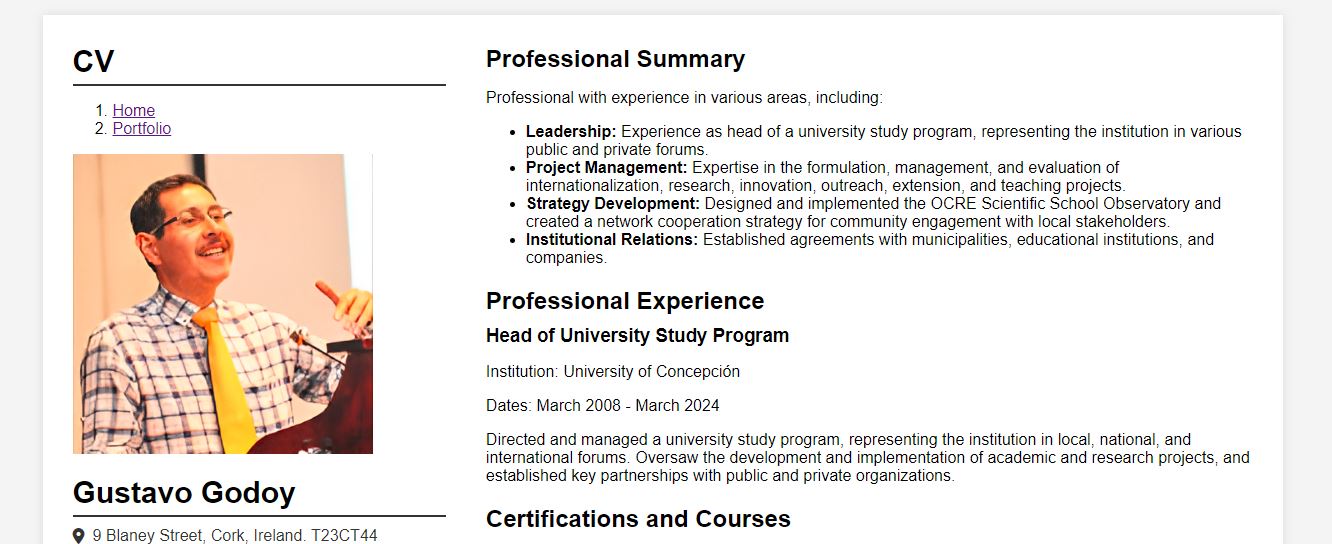 CV
1. Home
2. Portfolio
Gustavo Godoy
9 Blaney Street, Cork, Ireland. T23CT44
Professional Summary
Professional with experience in various areas, including:
• Leadership: Experience as head of a university study program, representing the institution in various
public and private forums.
• Project Management: Expertise in the formulation, management, and evaluation of
internationalization, research, innovation, outreach, extension, and teaching projects.
• Strategy Development: Designed and implemented the OCRE Scientific School Observatory and
created a network cooperation strategy for community engagement with local stakeholders.
• Institutional Relations: Established agreements with municipalities, educational institutions, and
companies.
Professional Experience
Head of University Study Program
Institution: University of Concepción
Dates: March 2008 - March 2024
Directed and managed a university study program, representing the institution in local, national, and
international forums. Oversaw the development and implementation of academic and research projects, and
established key partnerships with public and private organizations.
Certifications and Courses